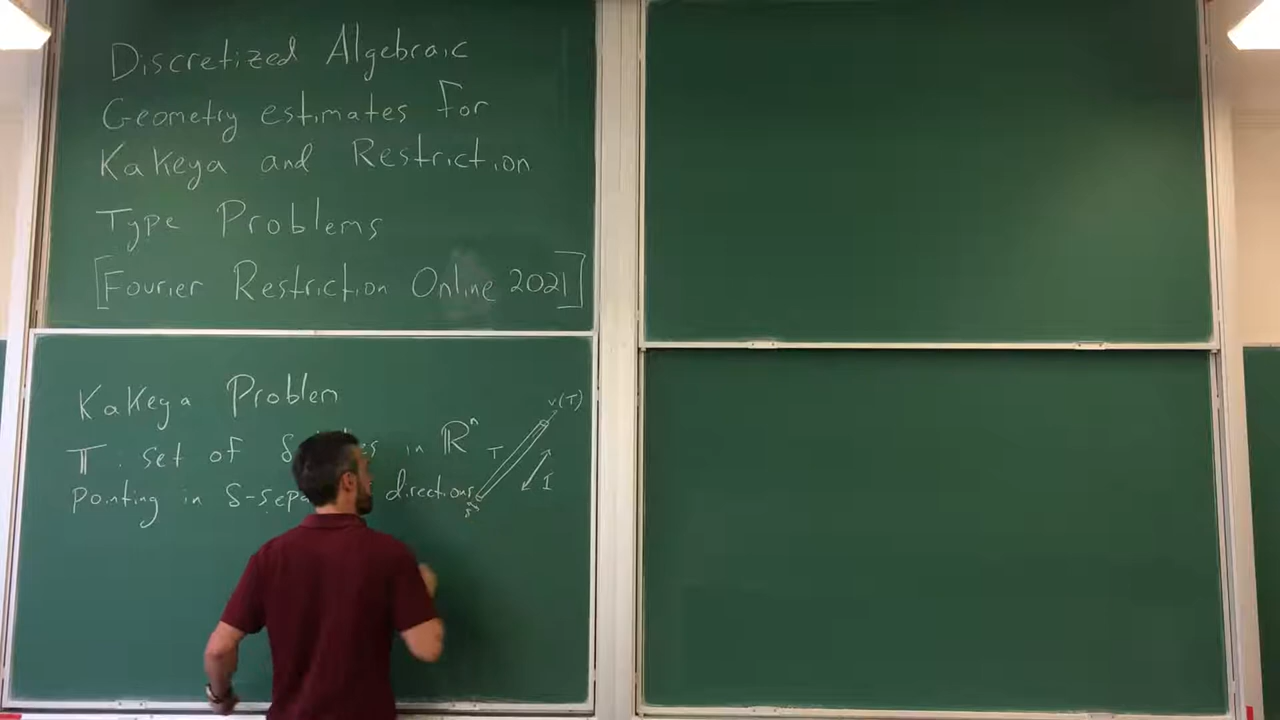 Discretized Algebraic
Geometry estimates for
Kakeya and Restriction
Type Problems
[Fourier Restriction Online 2021]
Kakeya Problem
𝕋 : set of δ in ℝⁿ
pointing in δ-sepa directions
T
v(T)
1
δ